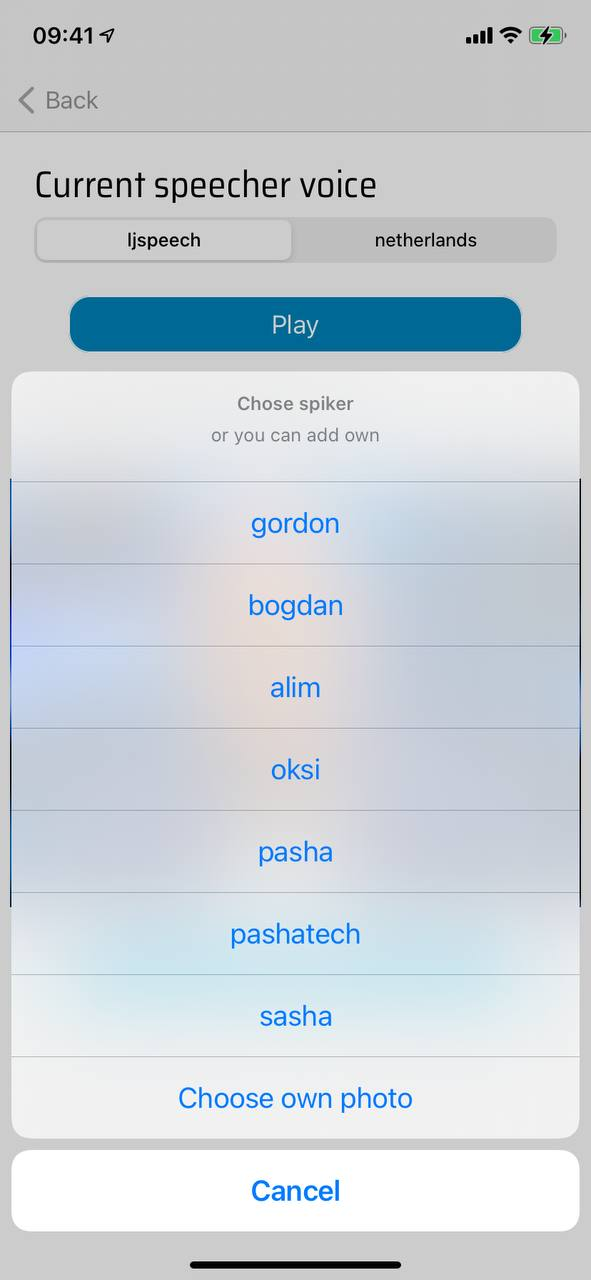 09:41
Back
Current speecher voice
ljspeech
netherlands
Play
Chose spiker
or you can add own
gordon
bogdan
alim
oksi
pasha
pashatech
sasha
Choose own photo
Cancel